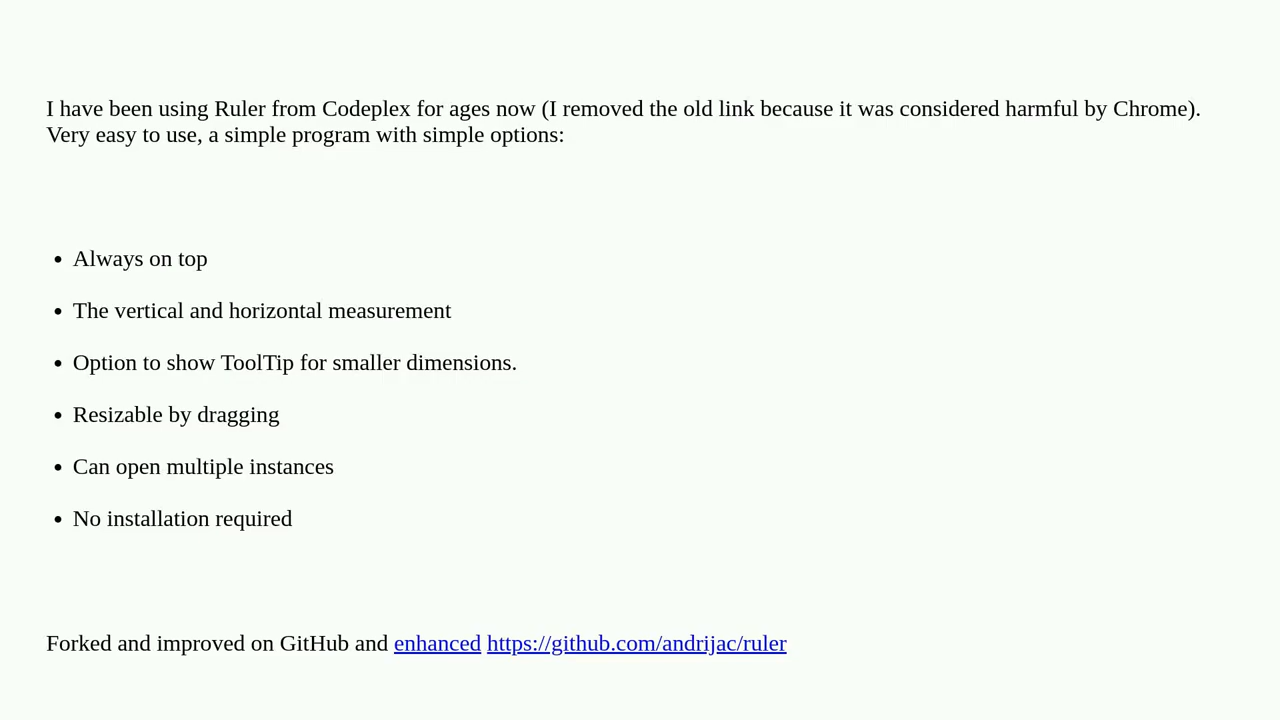 I have been using Ruler from Codeplex for ages now (I removed the old link because it was considered harmful by Chrome).
Very easy to use, a simple program with simple options:
• Always on top
• The vertical and horizontal measurement
• Option to show ToolTip for smaller dimensions.
• Resizable by dragging
• Can open multiple instances
• No installation required
Forked and improved on GitHub and enhanced https://github.com/andrijac/ruler